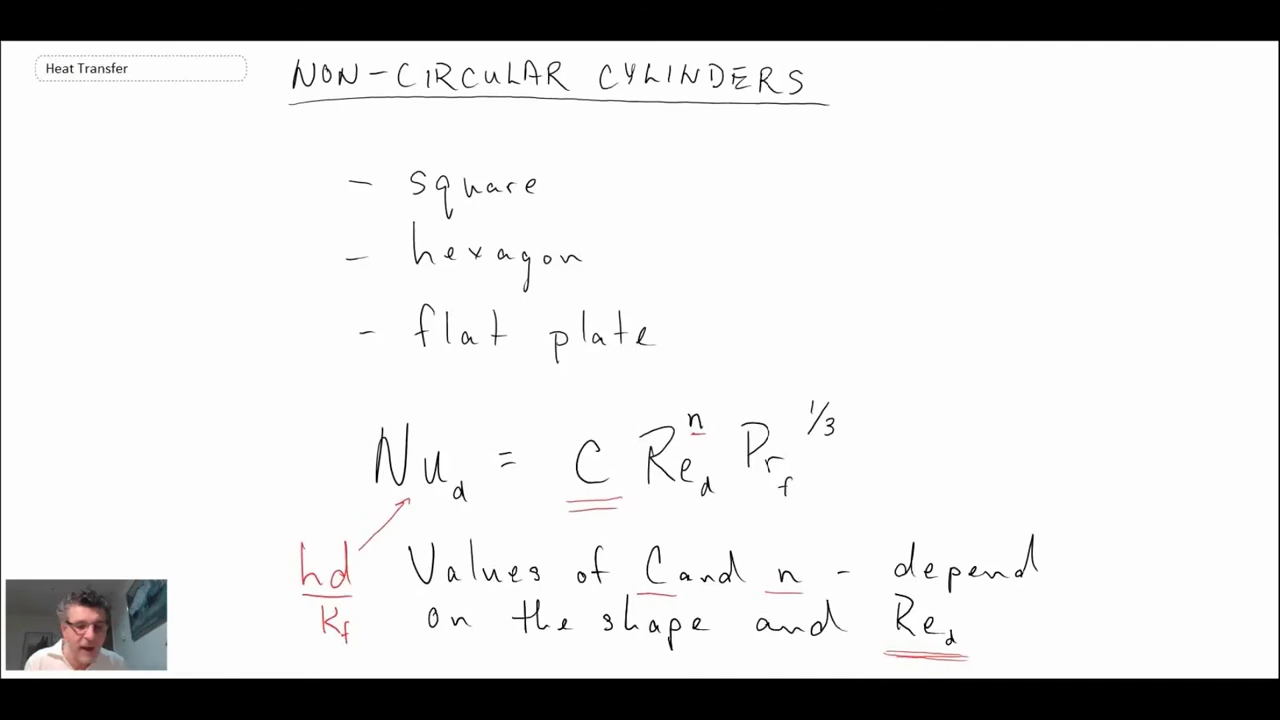 Heat Transfer
NON-CIRCULAR CYLINDERS
- square
- hexagon
- flat plate
Nu_d = C Re_d^n Pr_f^1/3
hd/k_f
Values of C and n - depend
on the shape and Re_d